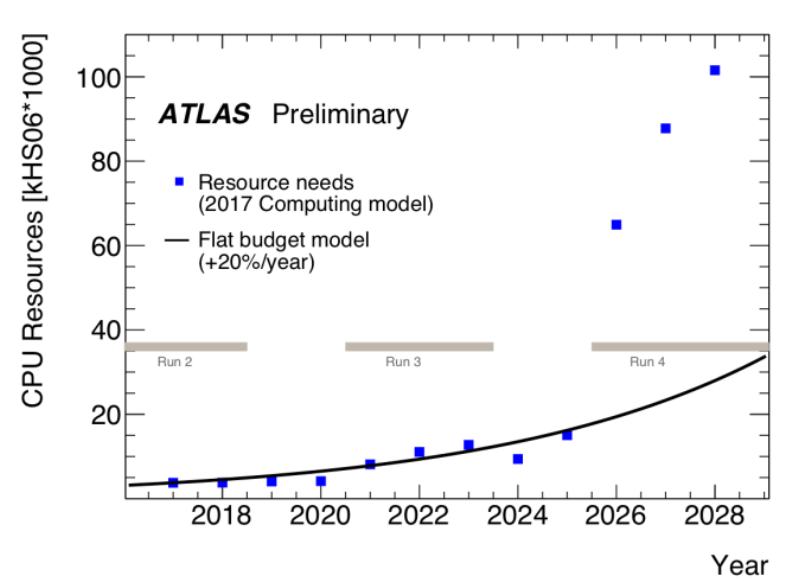 CPU Resources [kHS06*1000]
100
80
60
40
20
ATLAS Preliminary
Resource needs
(2017 Computing model)
Flat budget model
(+20%/year)
Run 2
Run 3
Run 4
2018
2020
2022
2024
2026
2028
Year